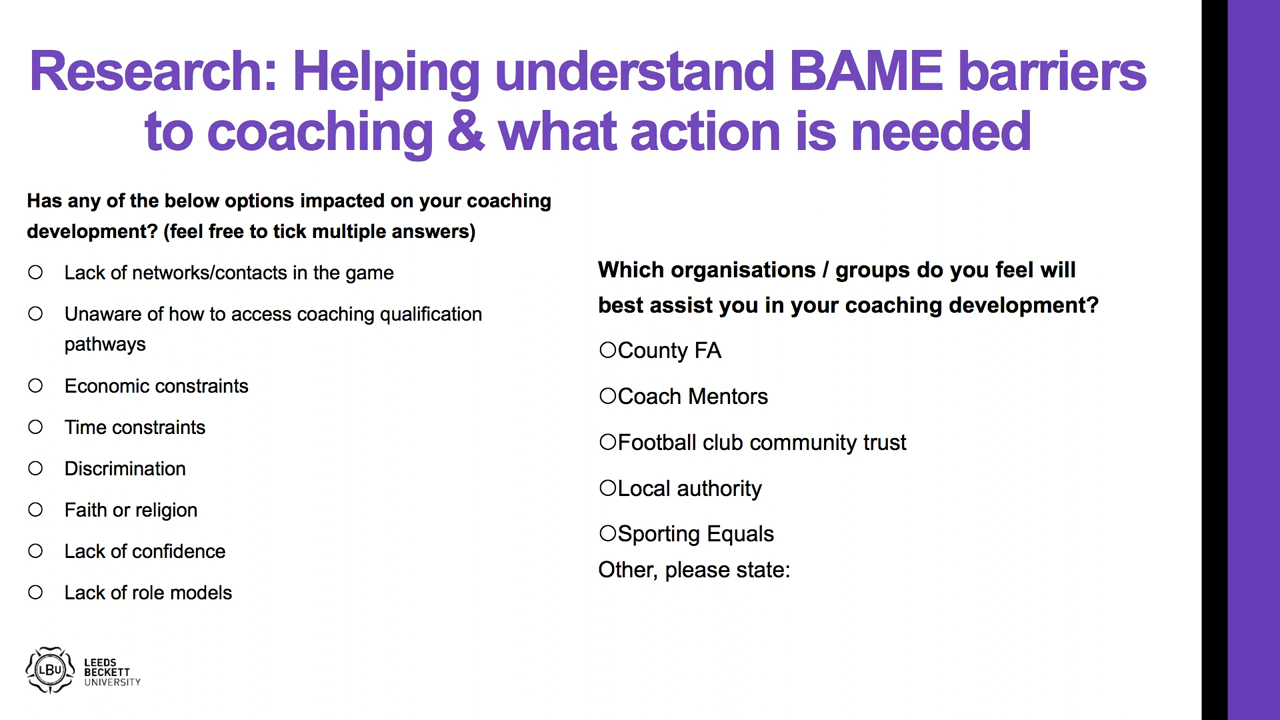 Research: Helping understand BAME barriers
to coaching & what action is needed
Has any of the below options impacted on your coaching
development? (feel free to tick multiple answers)
Lack of networks/contacts in the game
Unaware of how to access coaching qualification
pathways
Economic constraints
Time constraints
Discrimination
Faith or religion
Lack of confidence
Lack of role models
Which organisations / groups do you feel will
best assist you in your coaching development?
County FA
Coach Mentors
Football club community trust
Local authority
Sporting Equals
Other, please state:
LBU
LEEDS
BECKETT
UNIVERSITY